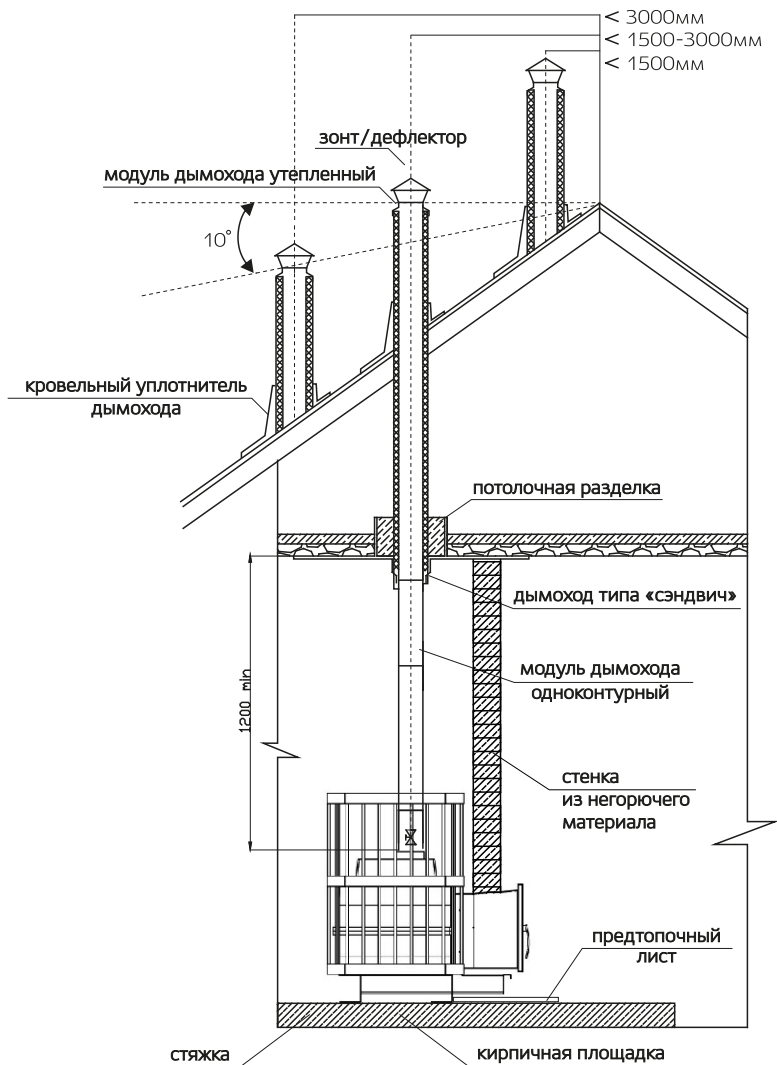 < 3000мм
< 1500-3000мм
< 1500мм
зонт/дефлектор
модуль дымохода утепленный
10°
кровельный уплотнитель
дымохода
потолочная разделка
дымоход типа «сэндвич»
модуль дымохода
одноконтурный
1200 min
стенка
из негорючего
материала
предтопочный
лист
стяжка
кирпичная площадка